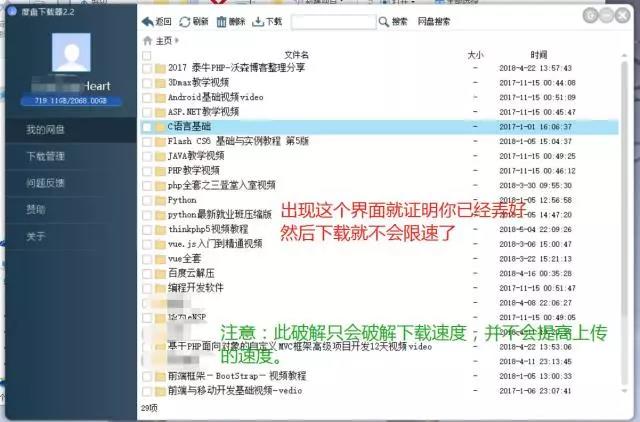 度盘下载器2.2
返回 刷新 删除 下载 搜索 网盘搜索
主页
Heart
719.11GB/2068.00GB
我的网盘
下载管理
问题反馈
赞助
关于
文件名 大小 时间
2017 泰牛PHP-沃森博客整理分享 - 2018-4-22 13:57:43
3Dmax教学视频 - 2017-11-15 00:44:08
Android基础视频video - 2017-11-15 00:51:09
ASP.NET教学视频 - 2017-11-15 00:45:47
C语言基础 - 2017-1-01 16:06:37
Flash CS6 基础与实例教程 第5版 - 2018-1-05 15:04:37
JAVA教学视频 - 2017-11-15 00:49:25
PHP教学视频 - 2017-11-15 00:46:12
php全套之三昱堂入室视频 - 2018-3-30 09:55:30
Python - 2018-1-05 12:56:58
python最新就业班压缩版 2018-3-05 14:47:20
thinkphp5视频教程 - 2018-5-04 22:09:26
vue.js入门到精通视频 - 2018-3-06 15:00:47
vue全套 - 2018-3-22 15:21:13
百度云解压 - 2018-4-16 00:35:28
编程开发软件 - 2017-11-29 00:51:30
- 2018-4-08 22:06:27
- 2017-11-15 00:49:05
基于PHP面向对象的自定义MVC框架高级项目开发12天视频video - 2018-4-22 13:53:06
- 2018-4-11 23:13:45
前端框架-BootStrap-视频教程 - 2018-1-05 14:03:31
前端与移动开发基础视频-vedio - 2017-1-06 23:07:41
29项
出现这个界面就证明你已经弄好
然后下载就不会限速了
注意：此破解只会破解下载速度，并不会提高上传
的速度。